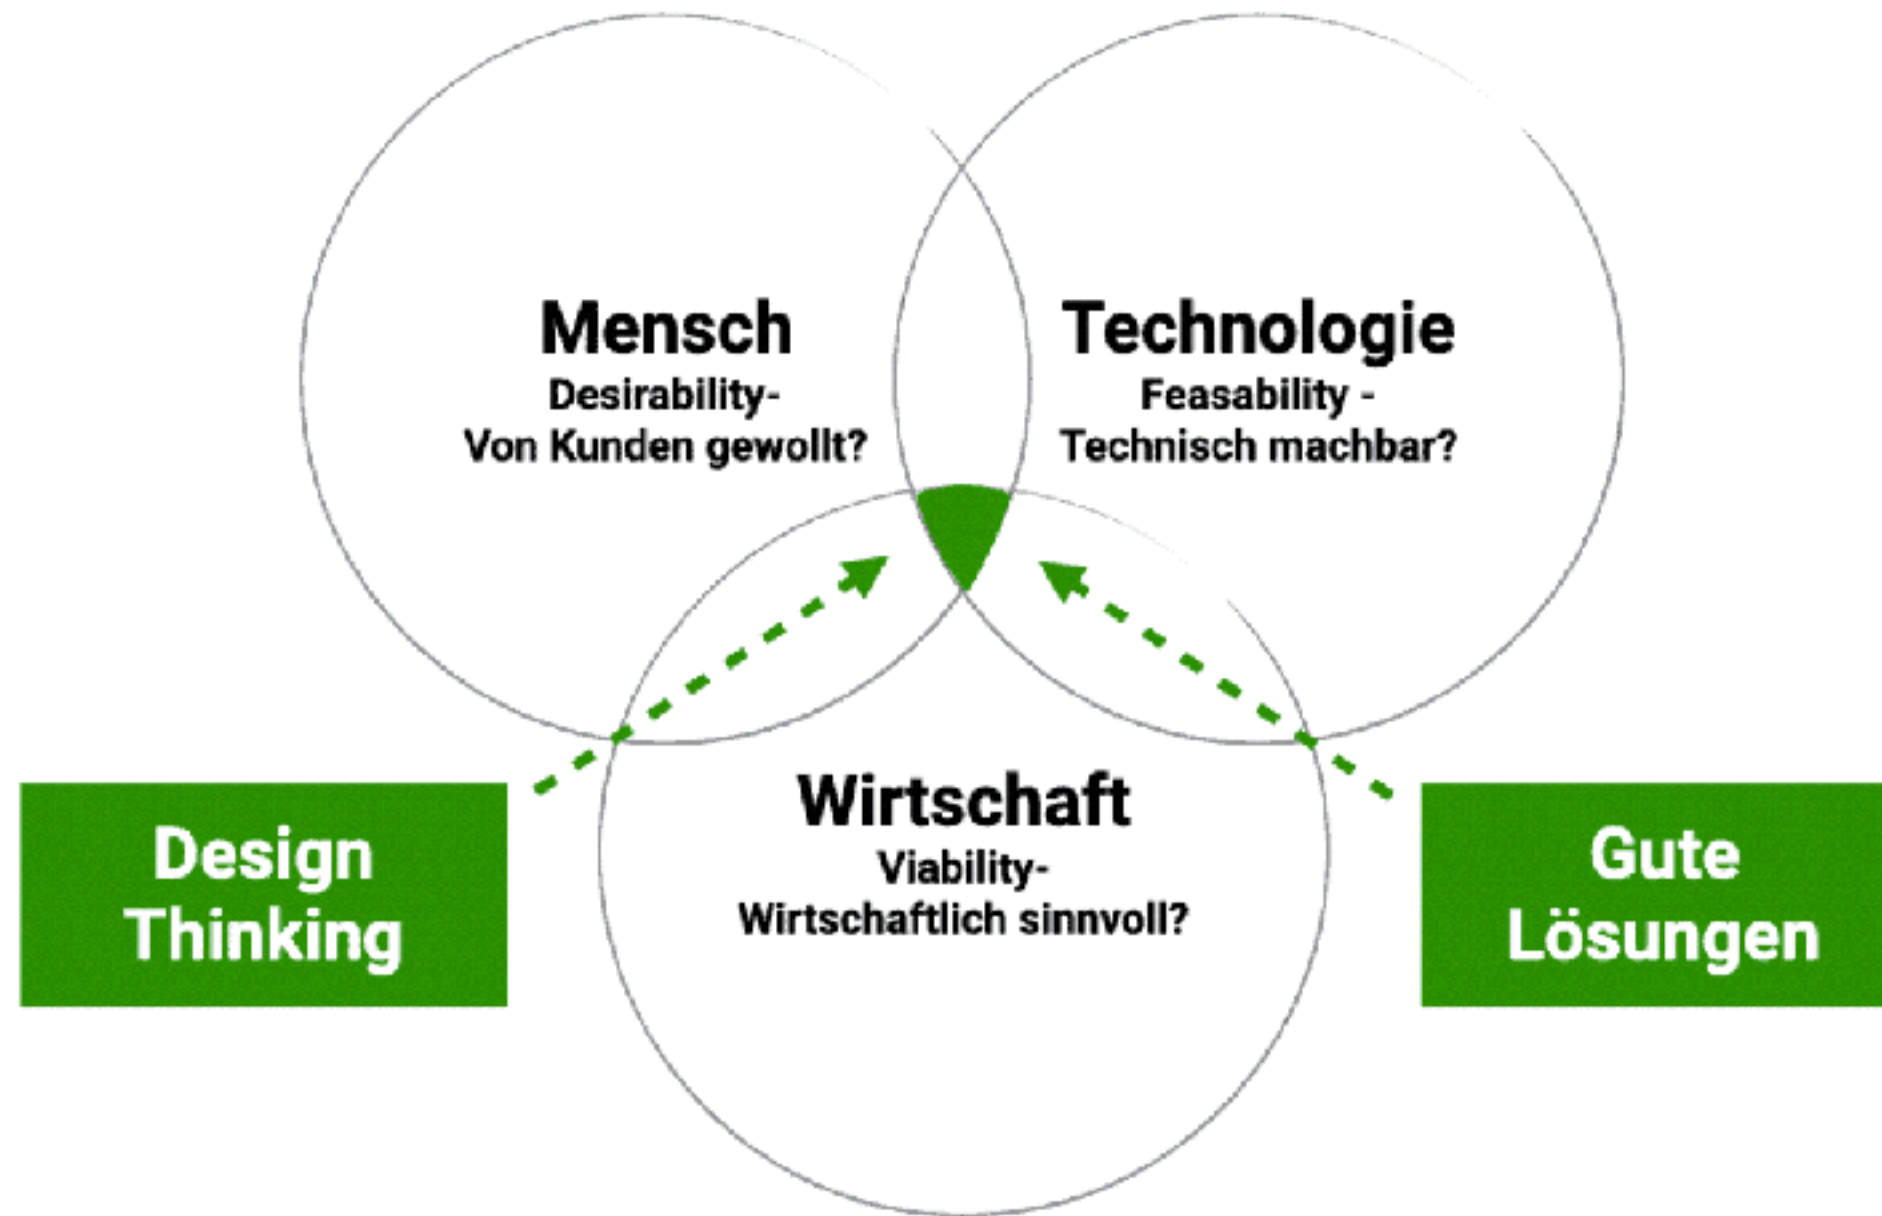 Mensch
Desirability-
Von Kunden gewollt?
Technologie
Feasability -
Technisch machbar?
Wirtschaft
Viability-
Wirtschaftlich sinnvoll?
Design
Thinking
Gute
Lösungen